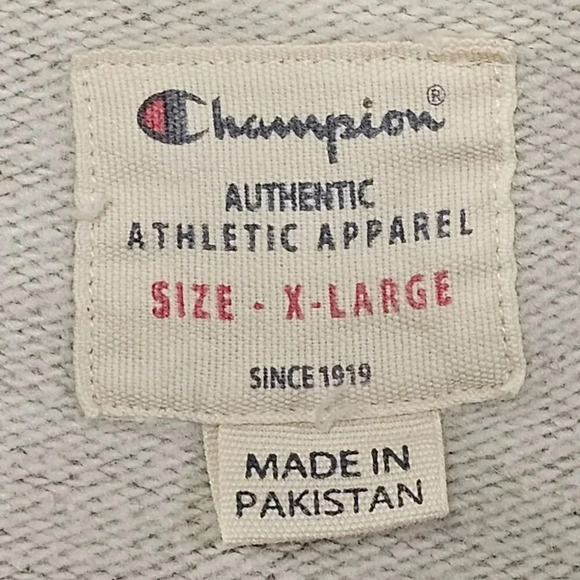 Champion®
AUTHENTIC
ATHLETIC APPAREL
SIZE - X-LARGE
SINCE 1919
MADE IN
PAKISTAN